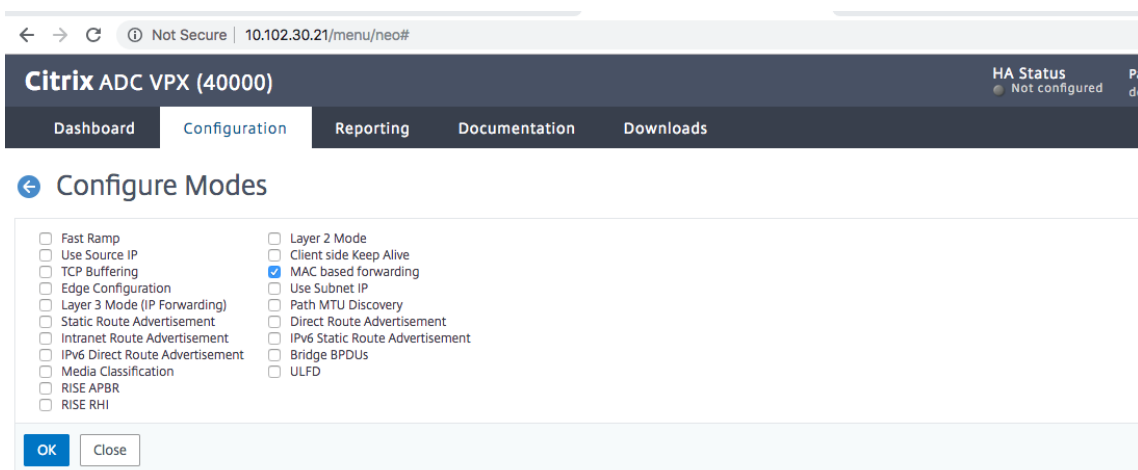 Not Secure | 10.102.30.21/menu/neo#
Citrix ADC VPX (40000)
HA Status
Not configured
Dashboard Configuration Reporting Documentation Downloads
Configure Modes
Fast Ramp
Use Source IP
TCP Buffering
Edge Configuration
Layer 3 Mode (IP Forwarding)
Static Route Advertisement
Intranet Route Advertisement
IPv6 Direct Route Advertisement
Media Classification
RISE APBR
RISE RHI
Layer 2 Mode
Client side Keep Alive
MAC based forwarding
Use Subnet IP
Path MTU Discovery
Direct Route Advertisement
IPv6 Static Route Advertisement
Bridge BPDUs
ULFD
OK Close